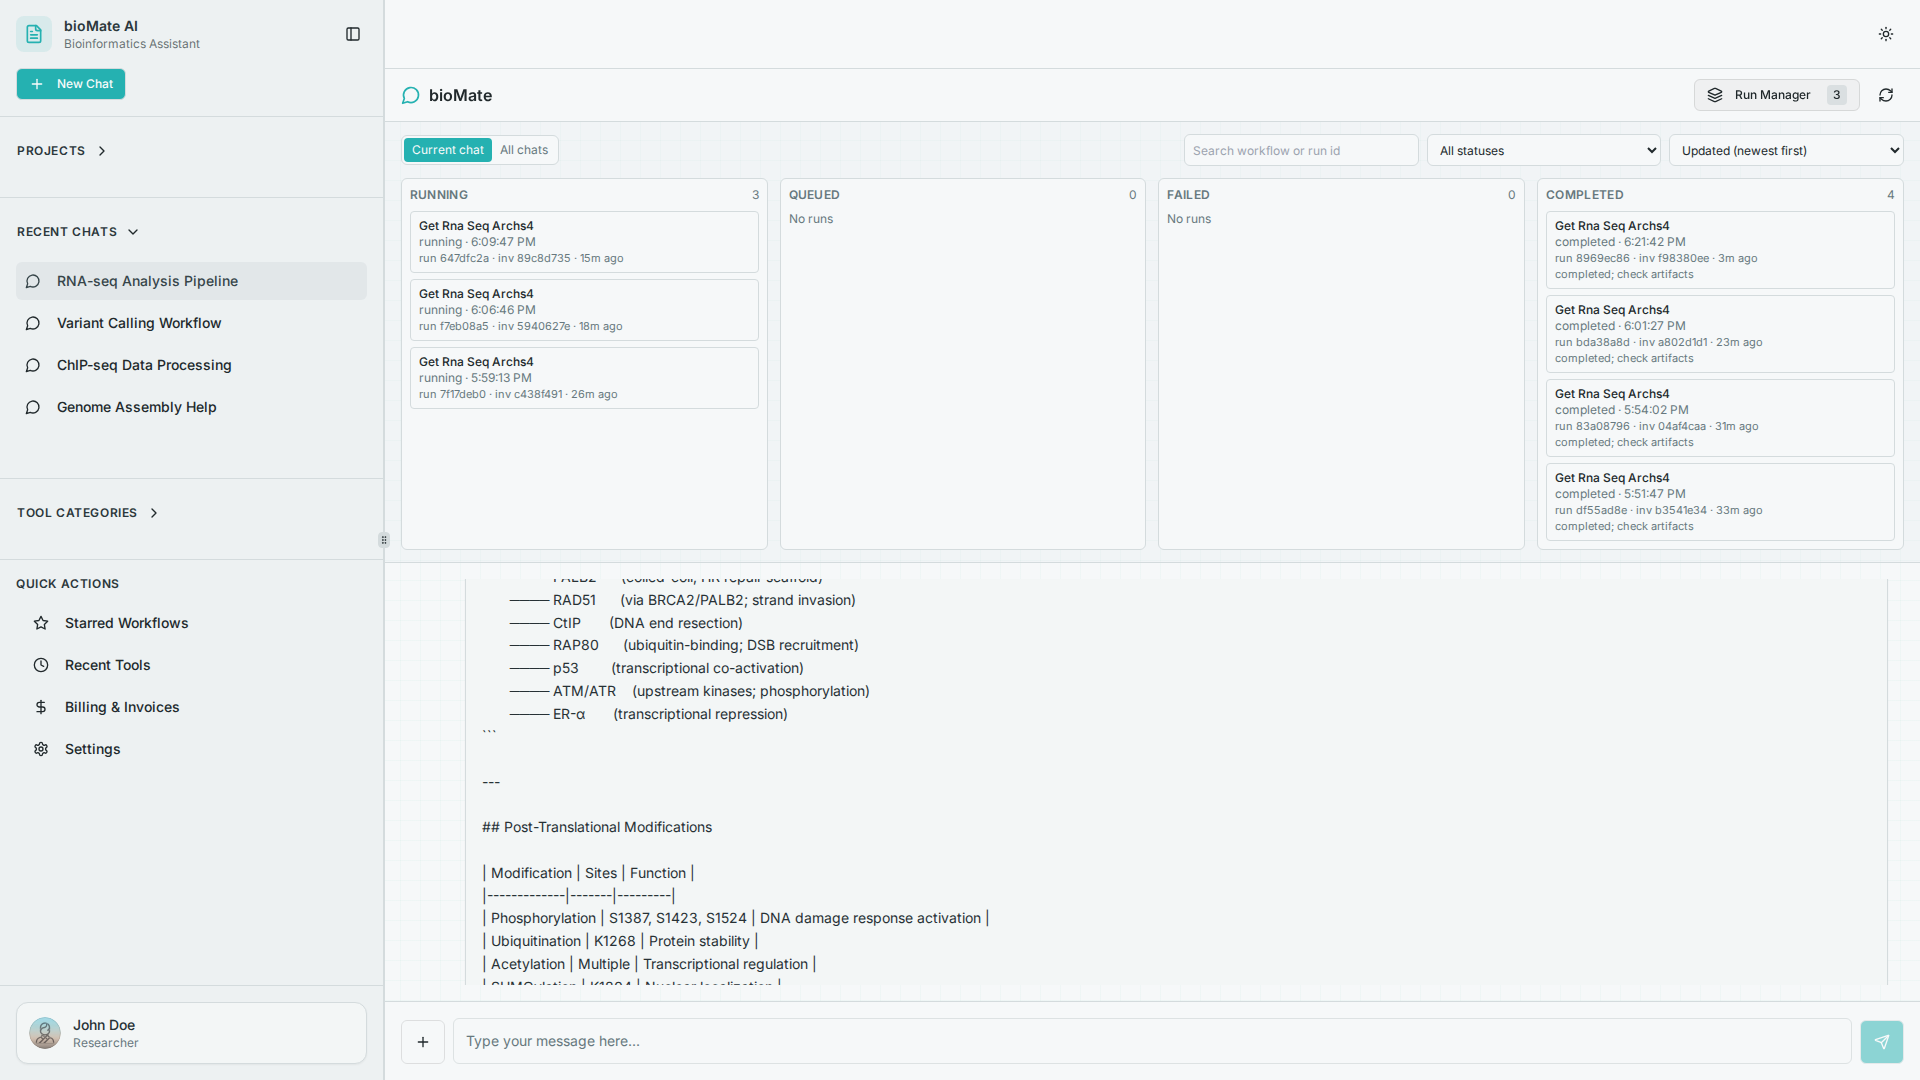 bioMate AI
Bioinformatics Assistant
New Chat
PROJECTS
RECENT CHATS
RNA-seq Analysis Pipeline
Variant Calling Workflow
ChIP-seq Data Processing
Genome Assembly Help
TOOL CATEGORIES
QUICK ACTIONS
Starred Workflows
Recent Tools
Billing & Invoices
Settings
John Doe
Researcher
bioMate
Run Manager 3
Current chat All chats
Search workflow or run id
All statuses
Updated (newest first)
RUNNING 3
Get Rna Seq Archs4
running · 6:09:47 PM
run 647dfc2a · inv 89c8d735 · 15m ago
Get Rna Seq Archs4
running · 6:06:46 PM
run f7eb08a5 · inv 5940627e · 18m ago
Get Rna Seq Archs4
running · 5:59:13 PM
run 7f17deb0 · inv c438f491 · 26m ago
QUEUED 0
No runs
FAILED 0
No runs
COMPLETED 4
Get Rna Seq Archs4
completed · 6:21:42 PM
run 8969ec86 · inv f98380ee · 3m ago
completed; check artifacts
Get Rna Seq Archs4
completed · 6:01:27 PM
run bda38a8d · inv a802d1d1 · 23m ago
completed; check artifacts
Get Rna Seq Archs4
completed · 5:54:02 PM
run 83a08796 · inv 04af4caa · 31m ago
completed; check artifacts
Get Rna Seq Archs4
completed · 5:51:47 PM
run df55ad8e · inv b3541e34 · 33m ago
completed; check artifacts
───── RAD51 (via BRCA2/PALB2; strand invasion)
───── CtIP (DNA end resection)
───── RAP80 (ubiquitin-binding; DSB recruitment)
───── p53 (transcriptional co-activation)
───── ATM/ATR (upstream kinases; phosphorylation)
───── ER-α (transcriptional repression)
```
---
## Post-Translational Modifications
| Modification | Sites | Function |
|-------------|-------|---------|
| Phosphorylation | S1387, S1423, S1524 | DNA damage response activation |
| Ubiquitination | K1268 | Protein stability |
| Acetylation | Multiple | Transcriptional regulation |
Type your message here...